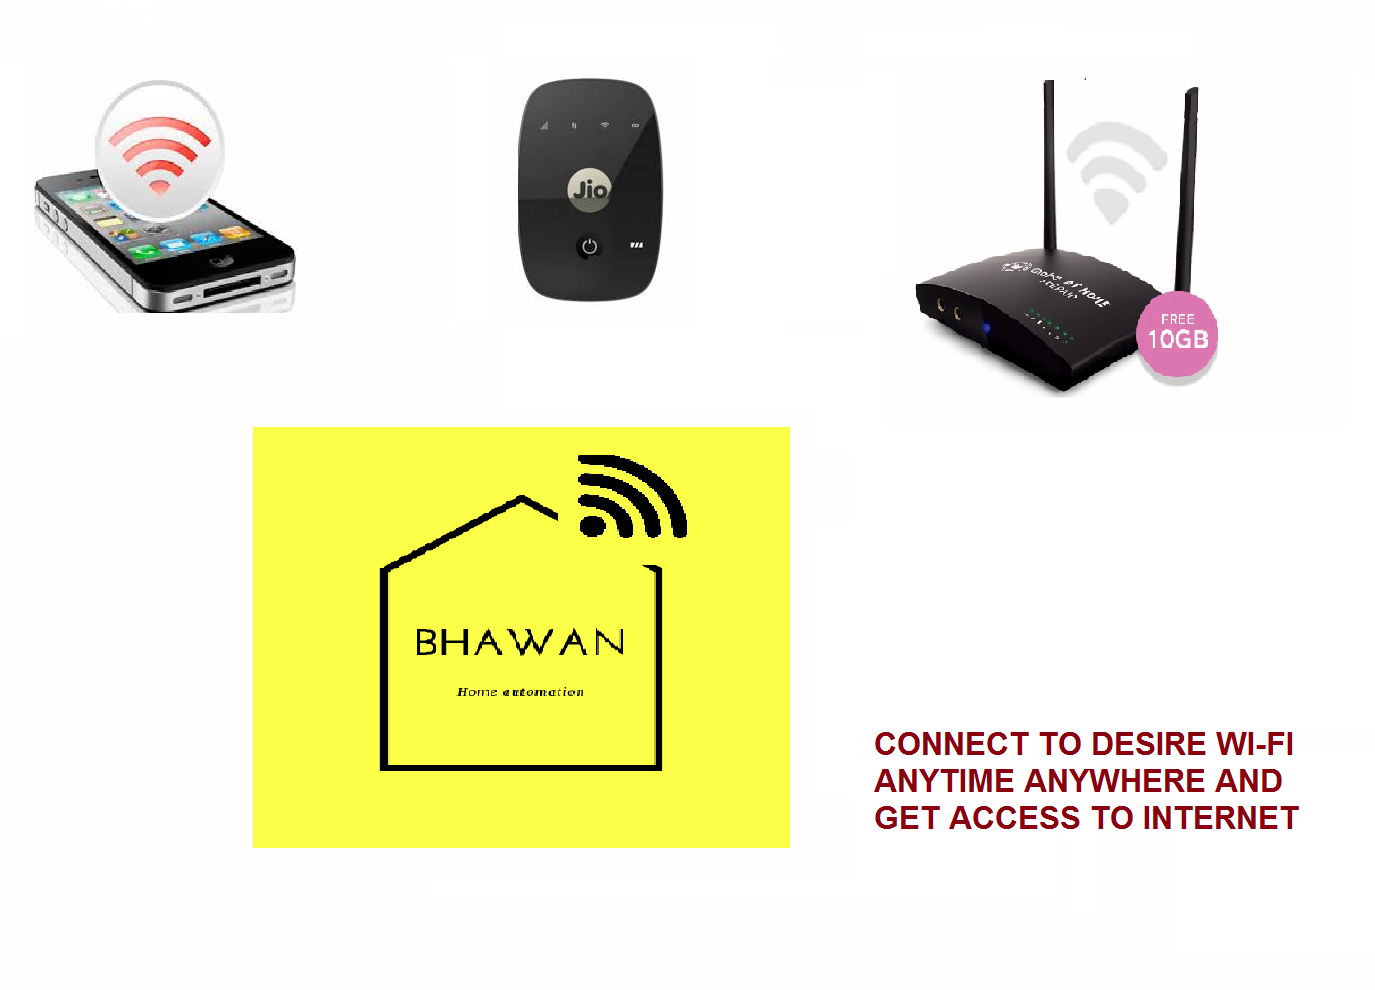 Jio
FREE
10GB
BHAWAN
Home automation
CONNECT TO DESIRE WI-FI
ANYTIME ANYWHERE AND
GET ACCESS TO INTERNET